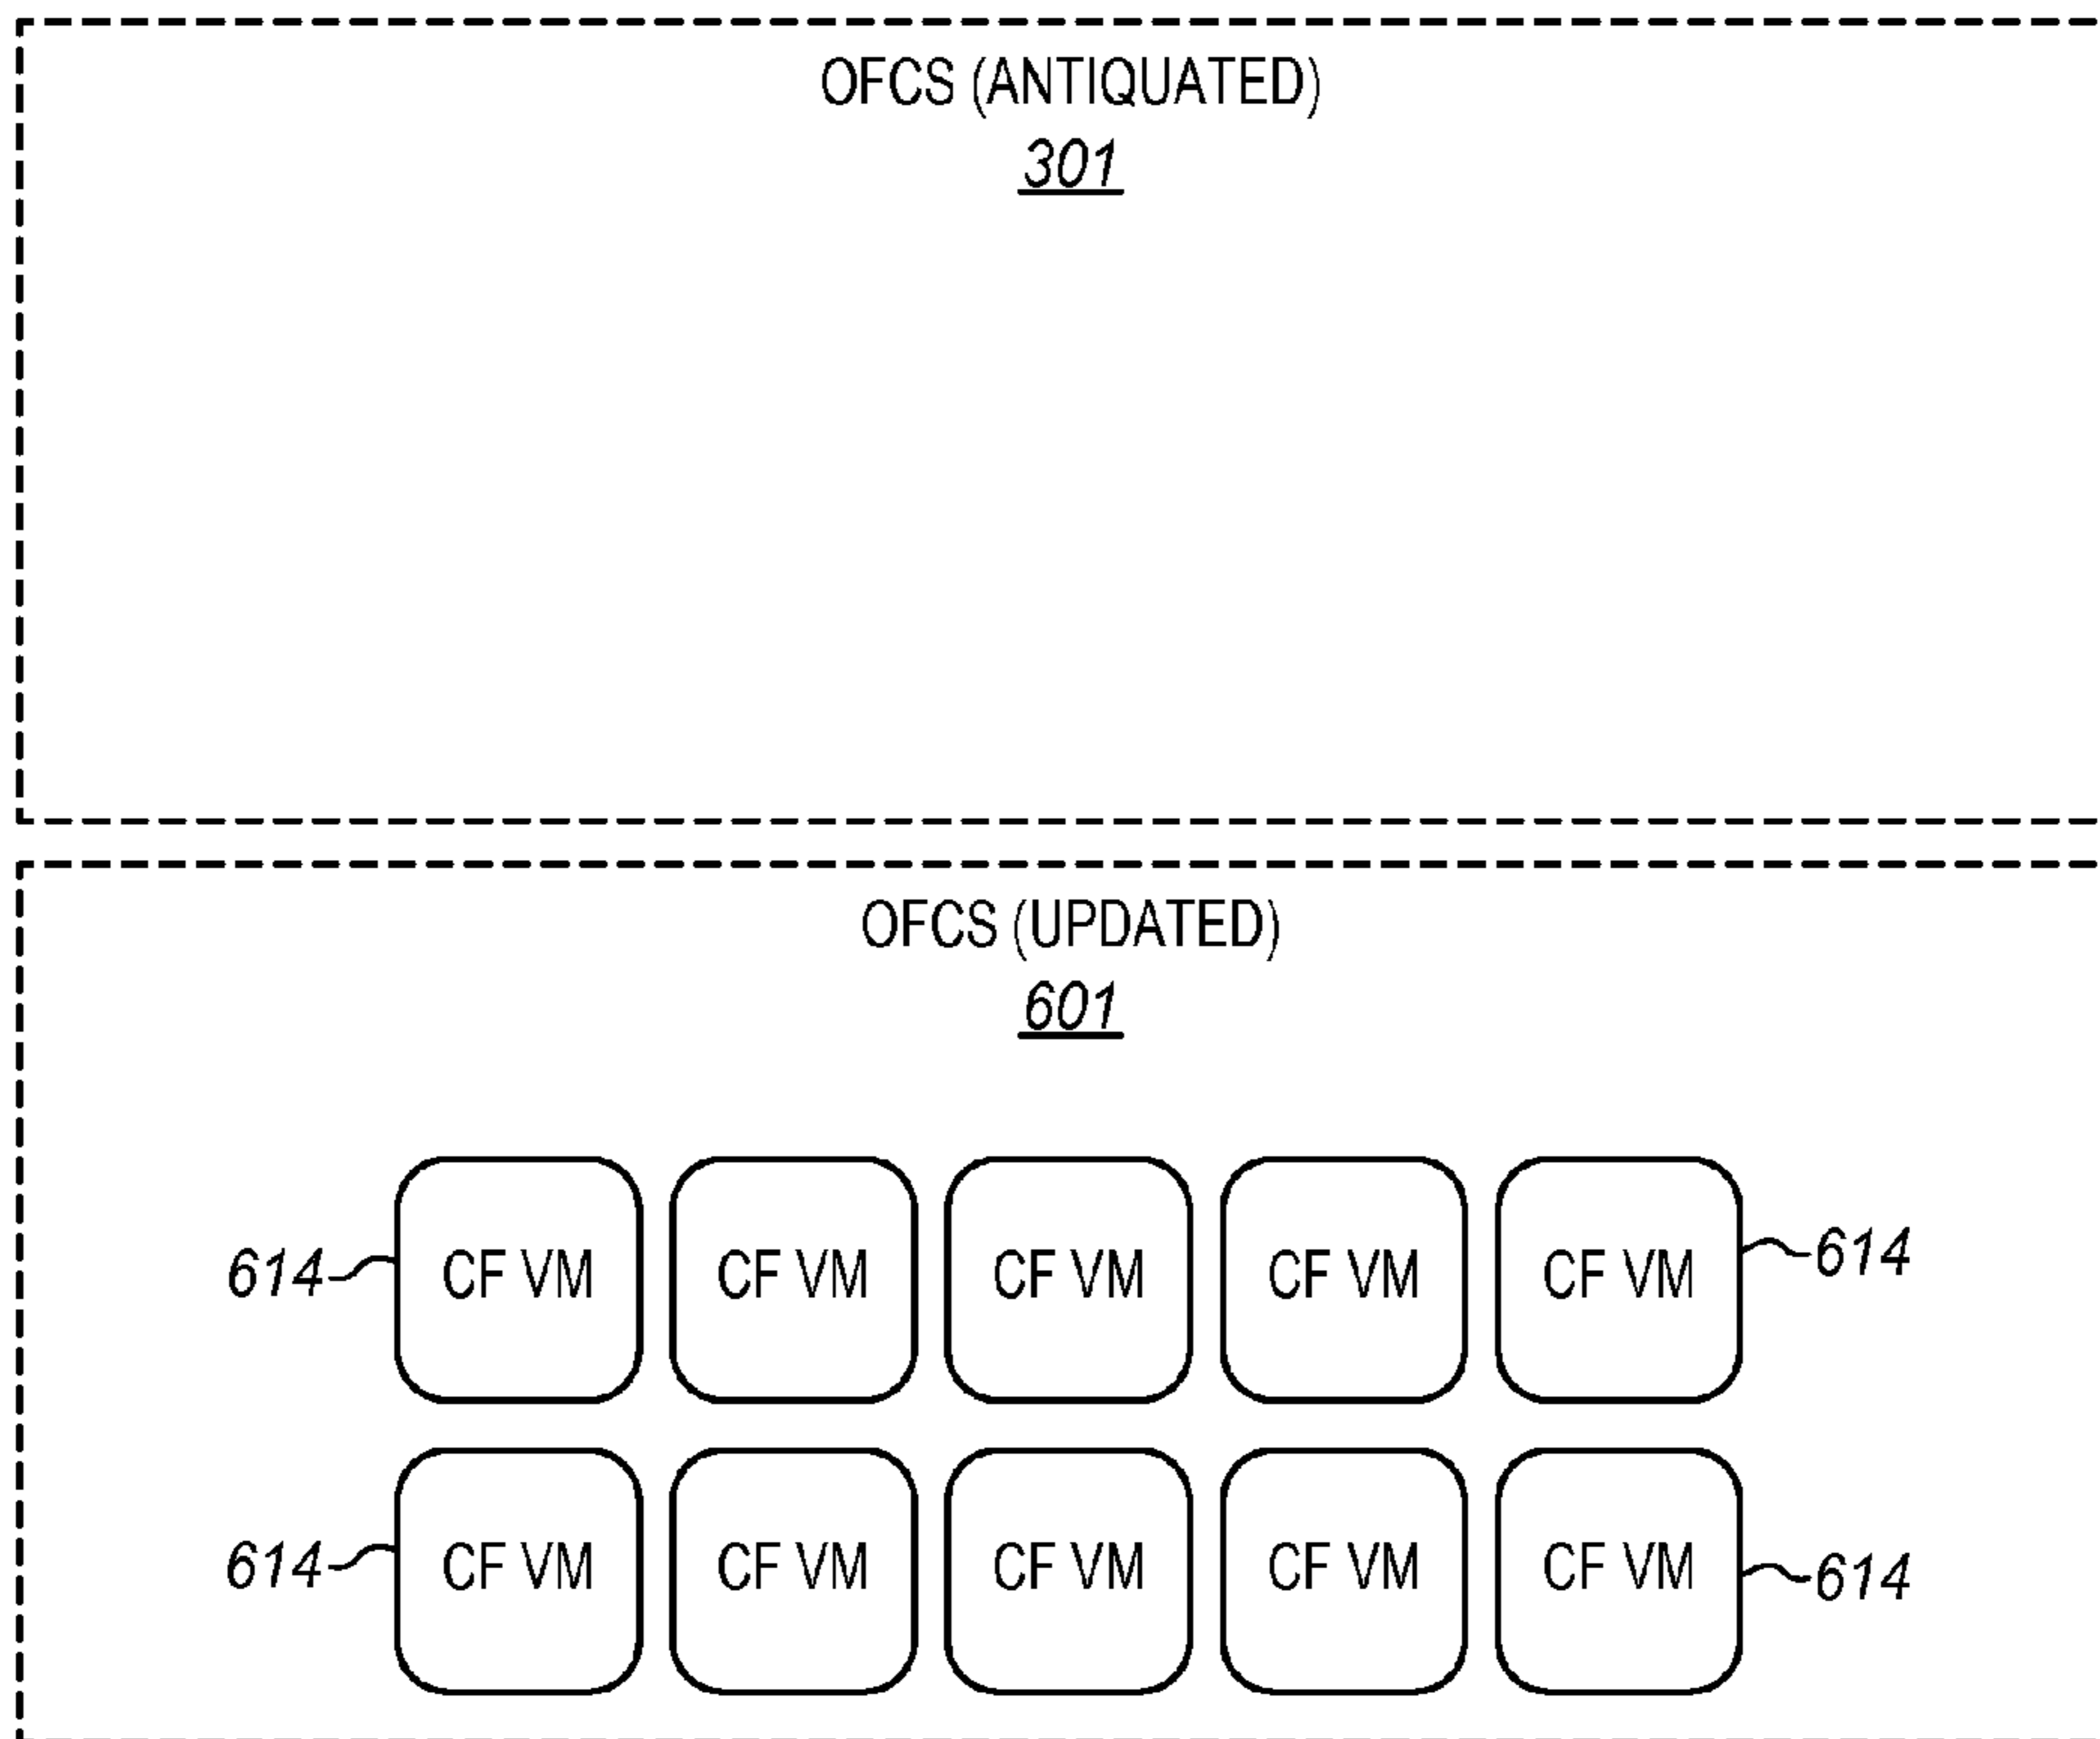 OFCS (ANTIQUATED)
301
OFCS (UPDATED)
601
614 CF VM CF VM CF VM CF VM CF VM 614
614 CF VM CF VM CF VM CF VM CF VM 614